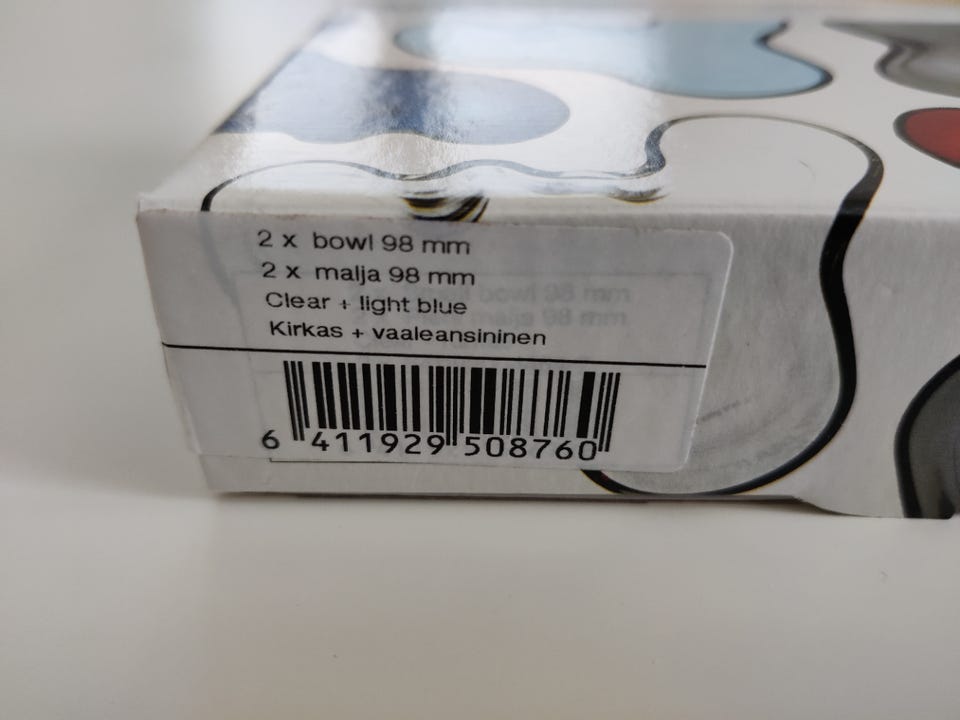 2 x bowl 98 mm
2 x malja 98 mm
Clear + light blue
Kirkas + vaaleansininen
6 411929 508760